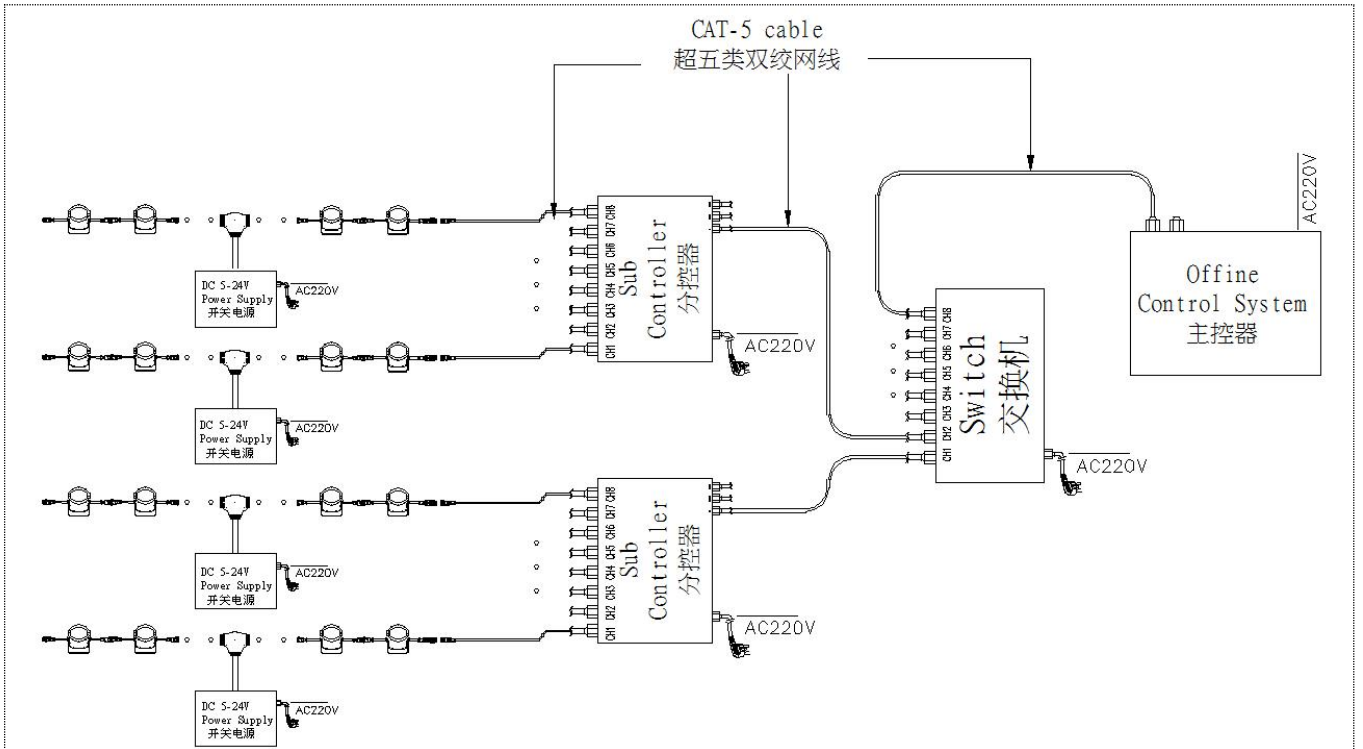 CAT-5 cable
超五类双绞网线
AC220V
Offine
Control System
主控器
CH8
CH7
CH6
CH5
CH4
CH3
CH2
CH1
Sub
Controller
分控器
AC220V
DC 5-24V
Power Supply
开关电源
AC220V
DC 5-24V
Power Supply
开关电源
AC220V
CH8
CH7
CH6
CH5
CH4
CH3
CH2
CH1
Switch
交换机
AC220V
CH8
CH7
CH6
CH5
CH4
CH3
CH2
CH1
Sub
Controller
分控器
AC220V
DC 5-24V
Power Supply
开关电源
AC220V
DC 5-24V
Power Supply
开关电源
AC220V